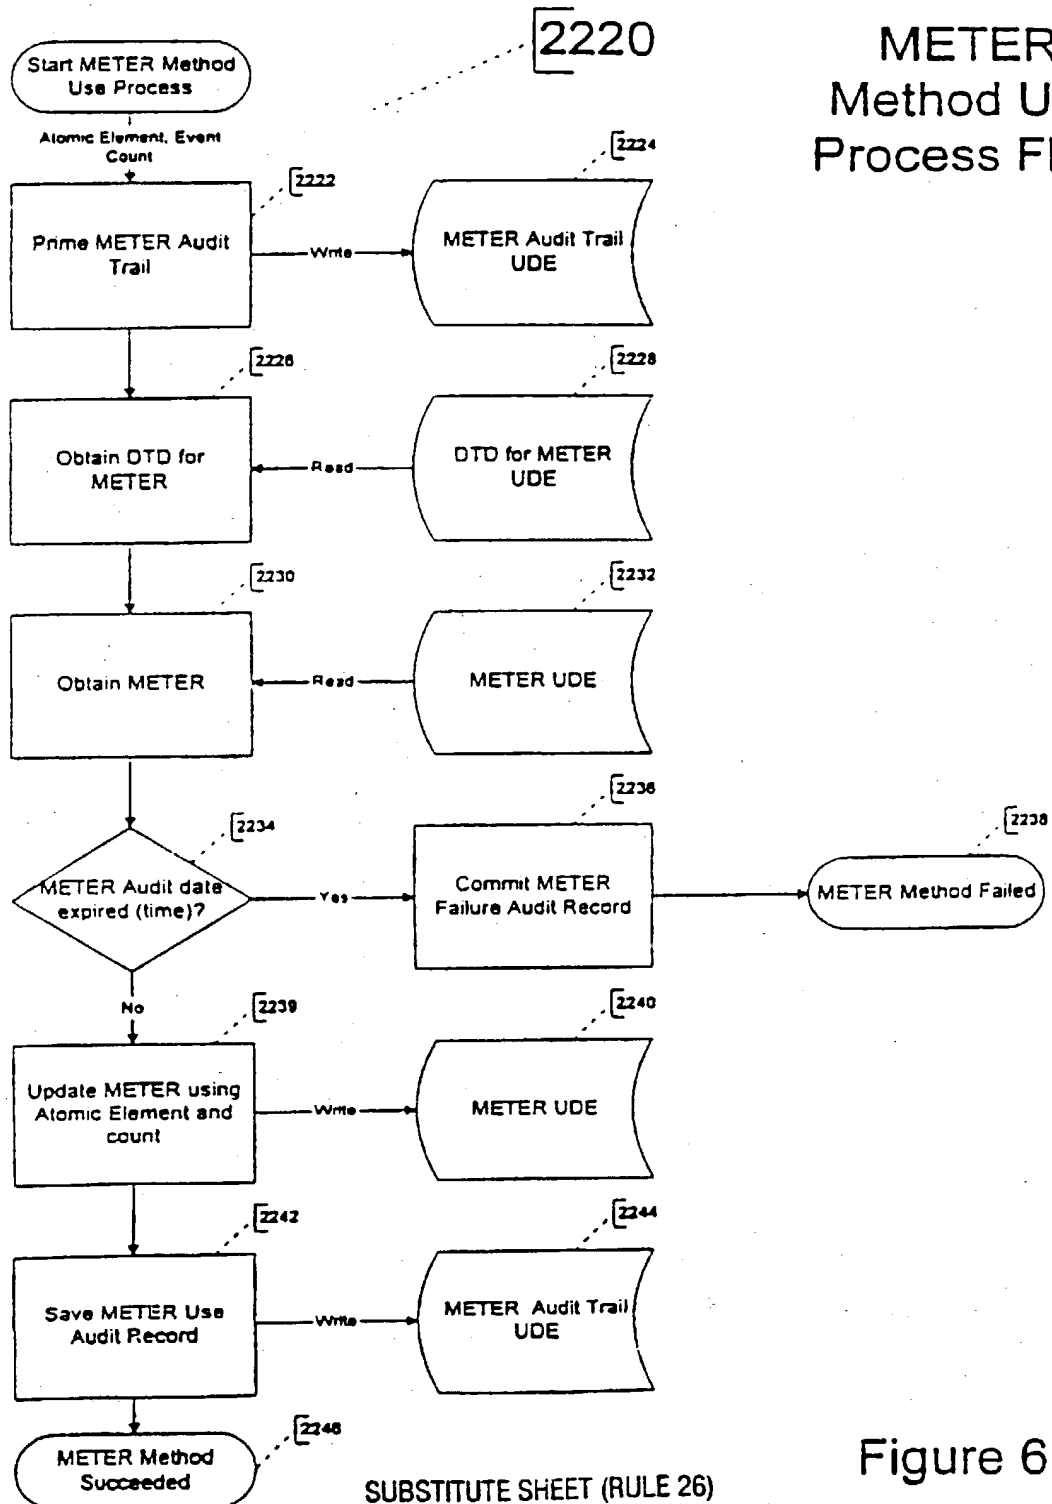 2220
METER
Method U
Process Fl
Start METER Method
Use Process
Atomic Element, Event
Count
2222
2224
Prime METER Audit
Trail
Write
METER Audit Trail
UDE
2226
2228
Obtain DTD for
METER
Read
DTD for METER
UDE
2230
2232
Obtain METER
Read
METER UDE
2234
2236
2238
METER Audit date
expired (time)?
Yes
Commit METER
Failure Audit Record
METER Method Failed
No
2239
2240
Update METER using
Atomic Element and
count
Write
METER UDE
2242
2244
Save METER Use
Audit Record
Write
METER Audit Trail
UDE
2246
METER Method
Succeeded
Figure 6
SUBSTITUTE SHEET (RULE 26)